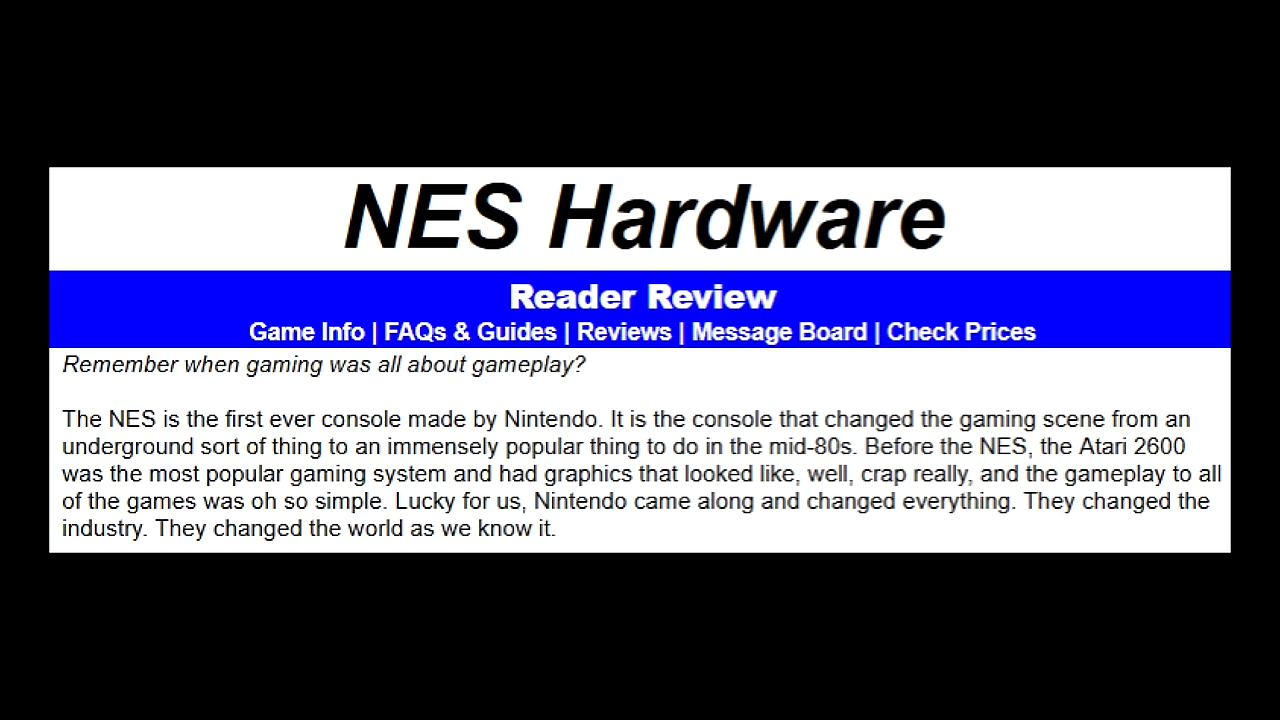 NES Hardware
Reader Review
Game Info | FAQs & Guides | Reviews | Message Board | Check Prices
Remember when gaming was all about gameplay?
The NES is the first ever console made by Nintendo. It is the console that changed the gaming scene from an
underground sort of thing to an immensely popular thing to do in the mid-80s. Before the NES, the Atari 2600
was the most popular gaming system and had graphics that looked like, well, crap really, and the gameplay to all
of the games was oh so simple. Lucky for us, Nintendo came along and changed everything. They changed the
industry. They changed the world as we know it.